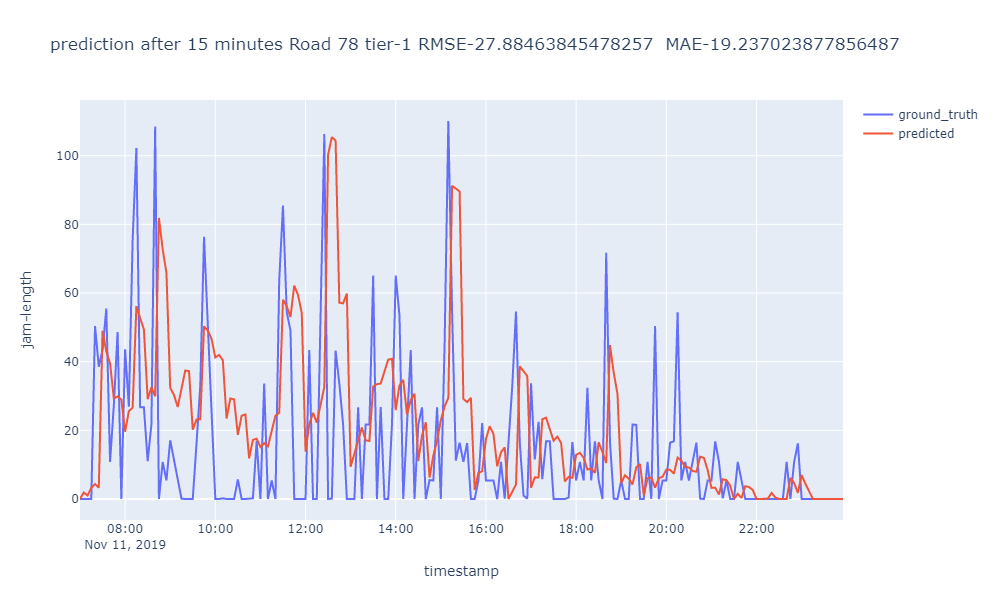 prediction after 15 minutes Road 78 tier-1 RMSE-27.88463845478257  MAE-19.237023877856487
ground_truth
predicted
100
80
60
40
20
0
jam-length
08:00 10:00 12:00 14:00 16:00 18:00 20:00 22:00
Nov 11, 2019
timestamp